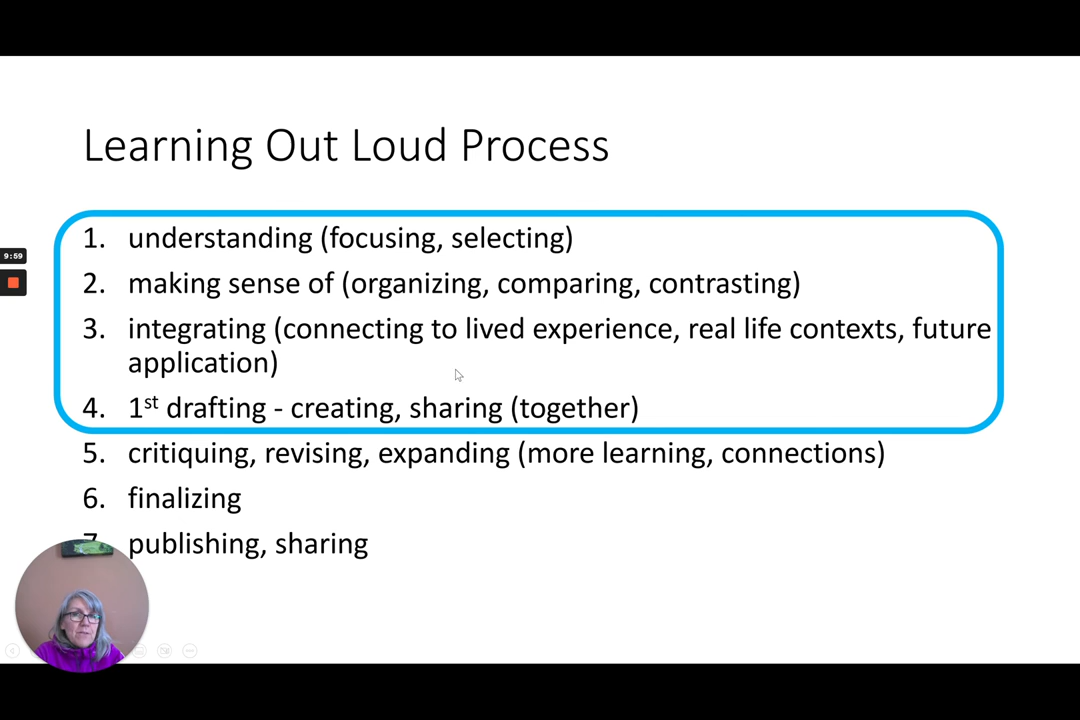 Learning Out Loud Process
1. understanding (focusing, selecting)
2. making sense of (organizing, comparing, contrasting)
9:59
3. integrating (connecting to lived experience, real life contexts, future
application)
4. 1st drafting - creating, sharing (together)
5. critiquing, revising, expanding (more learning, connections)
6. finalizing
7. publishing, sharing